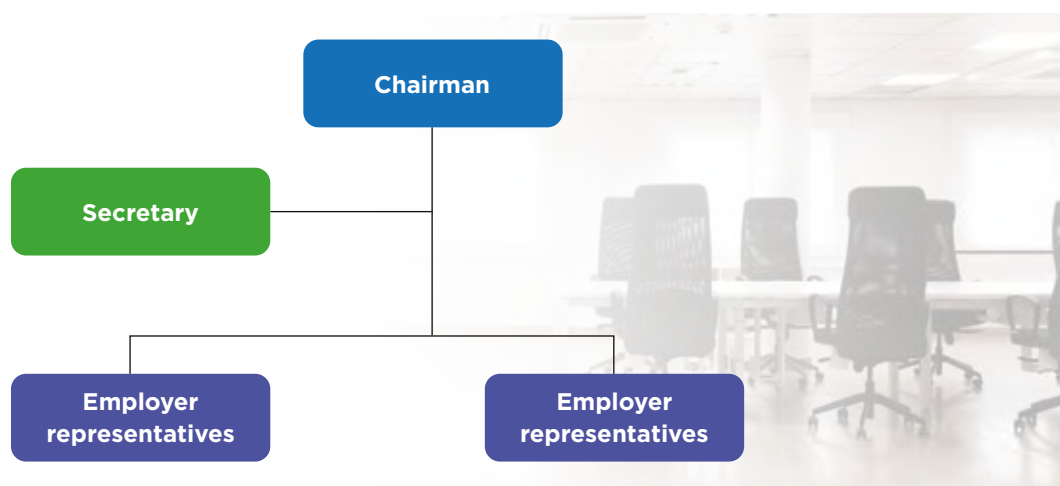 Chairman
Secretary
Employer
representatives
Employer
representatives